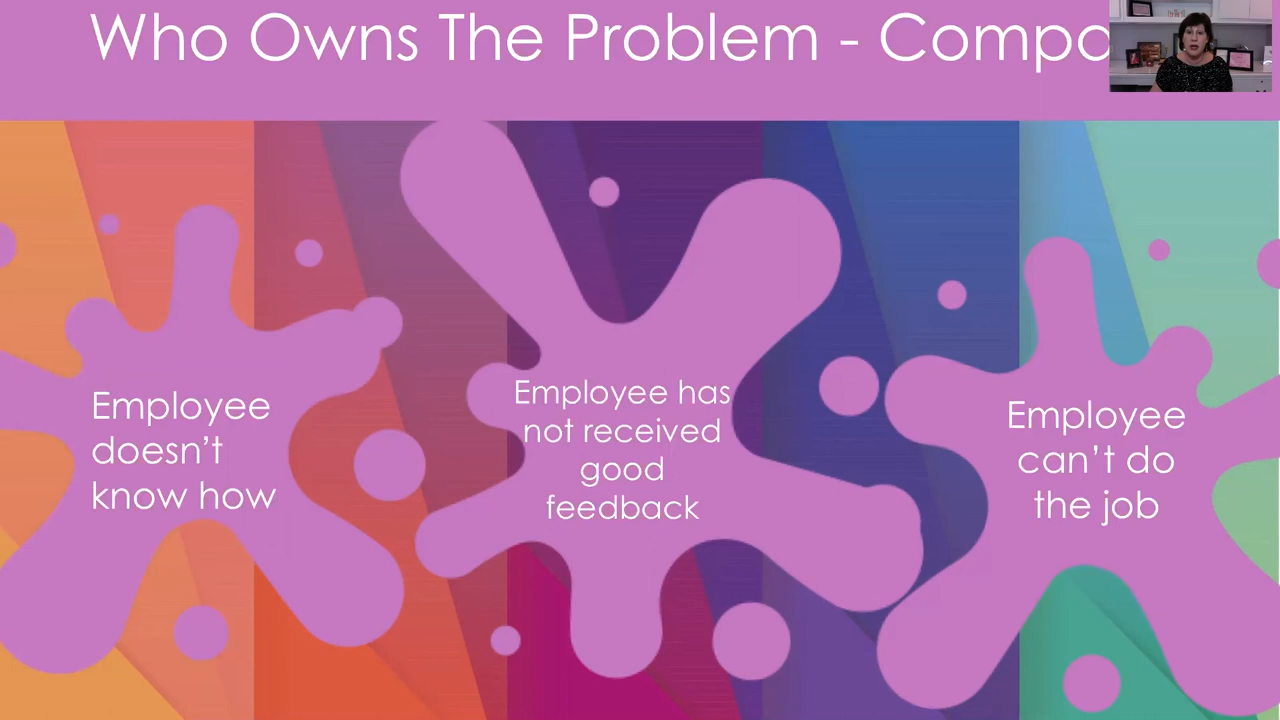 Who Owns The Problem - Compa
Employee
doesn’t
know how
Employee has
not received
good
feedback
Employee
can’t do
the job